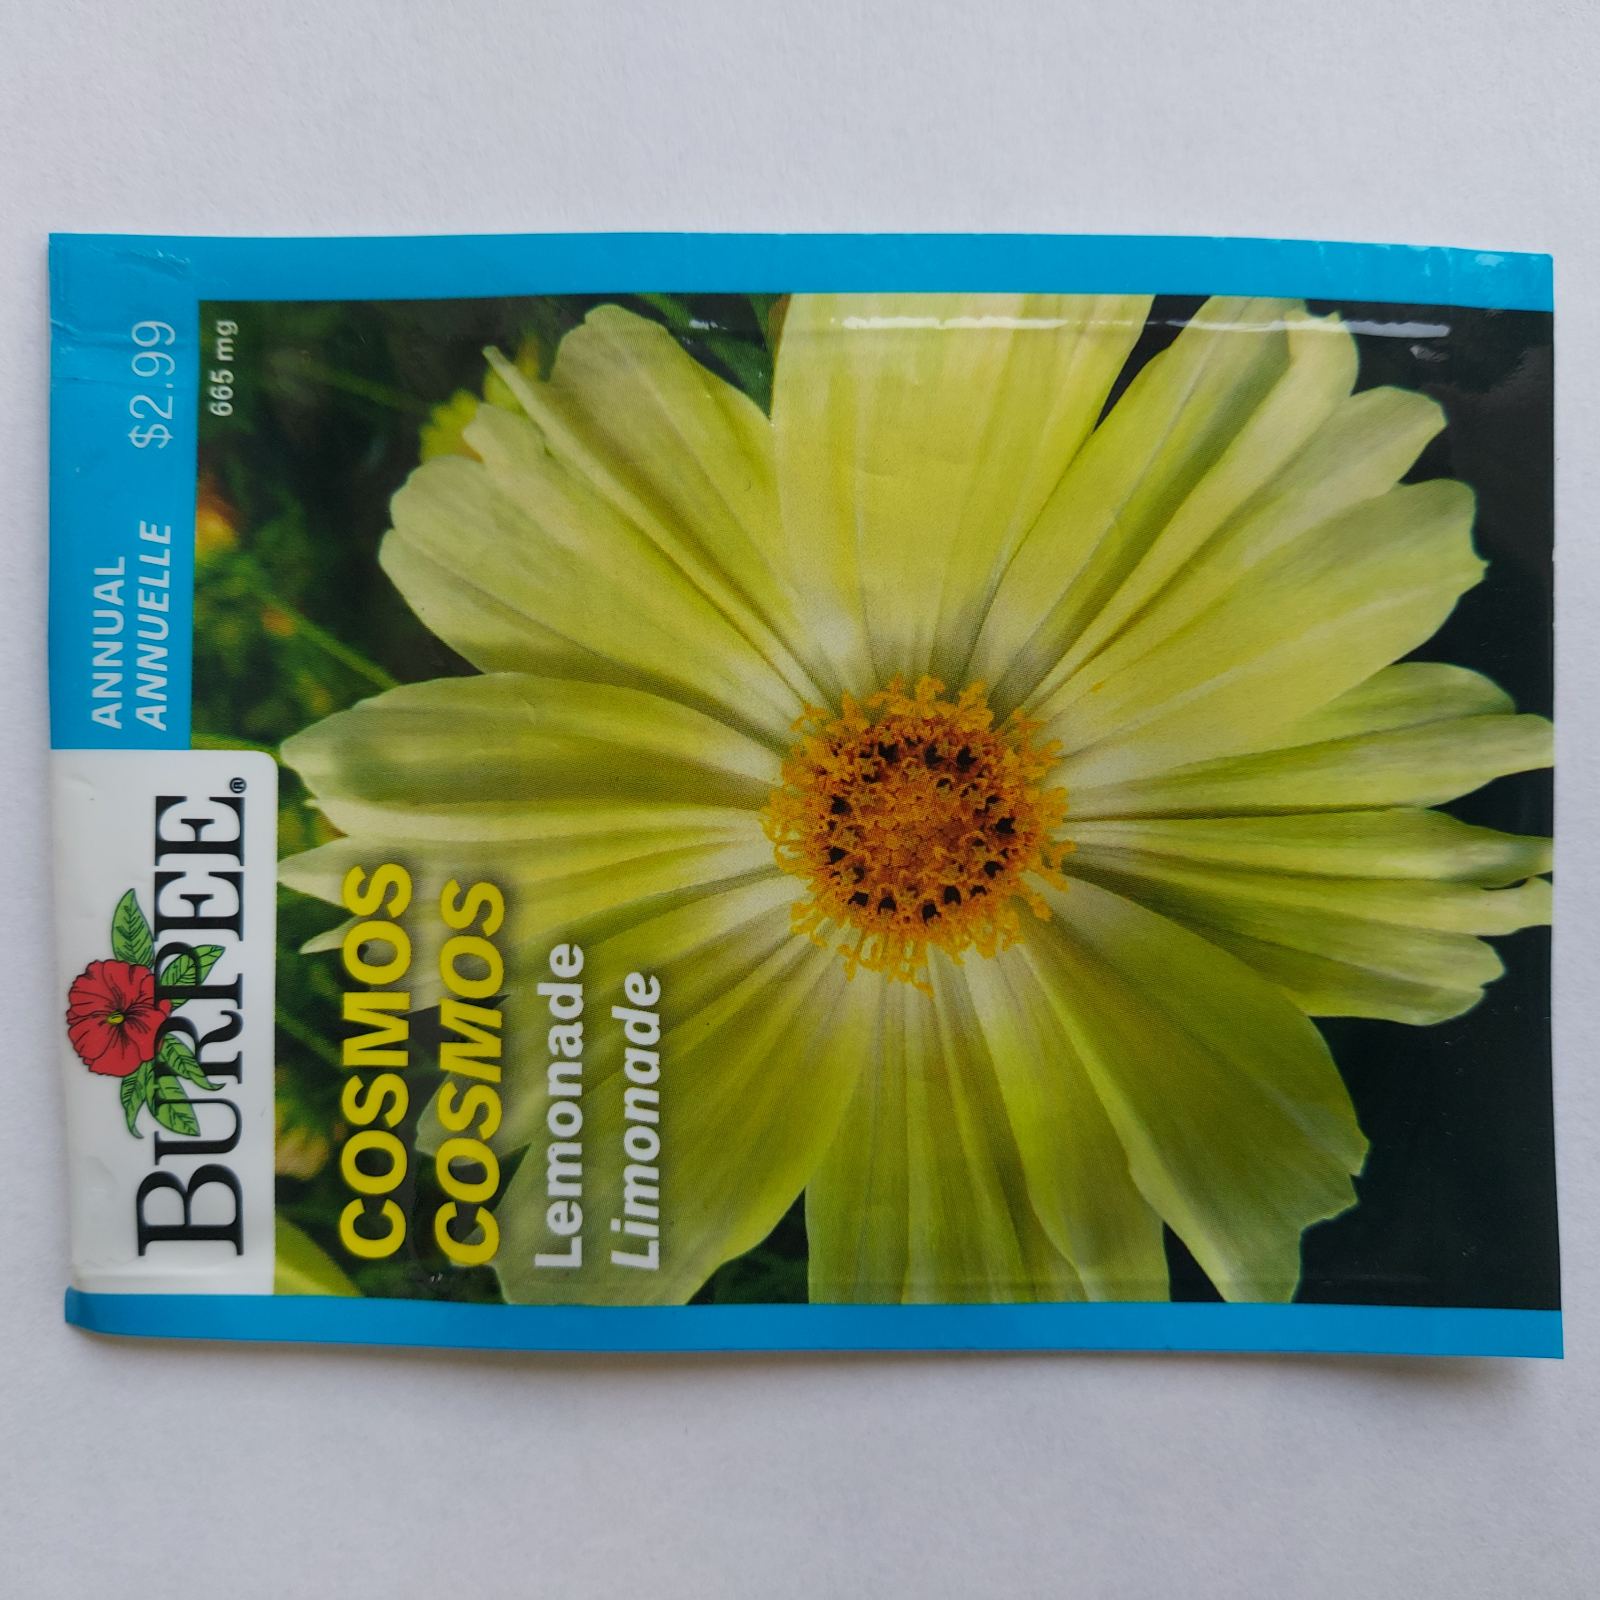 ANNUAL
ANNUELLE $2.99
665 mg
BURPEE®
COSMOS
COSMOS
Lemonade
Limonade